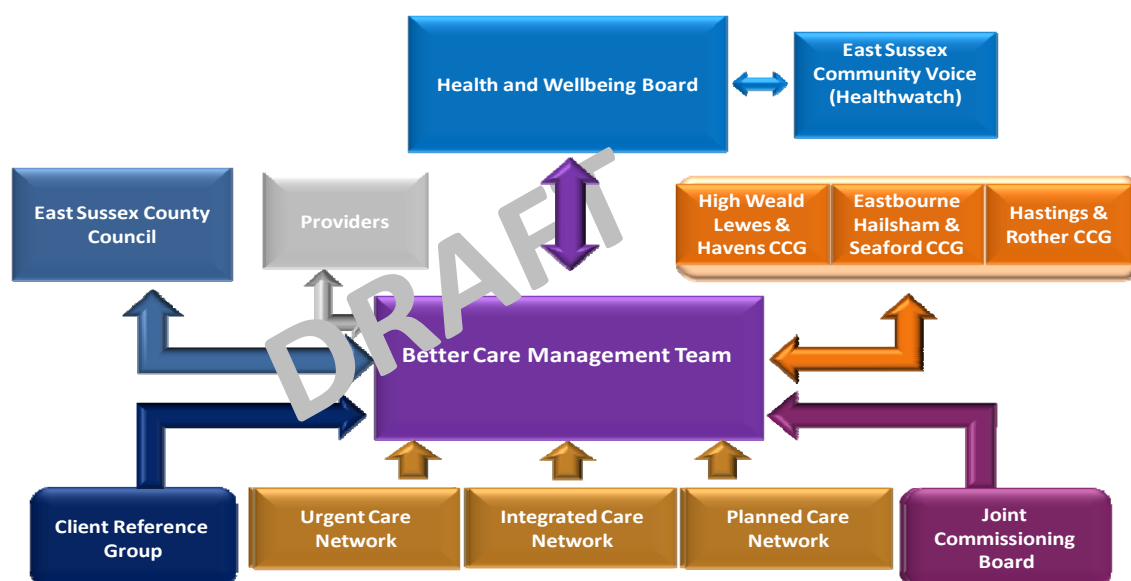 Health and Wellbeing Board
East Sussex
Community Voice
(Healthwatch)
East Sussex County
Council
Providers
High Weald
Lewes &
Havens CCG
Eastbourne
Hailsham &
Seaford CCG
Hastings &
Rother CCG
DRAFT
Better Care Management Team
Client Reference
Group
Urgent Care
Network
Integrated Care
Network
Planned Care
Network
Joint
Commissioning
Board